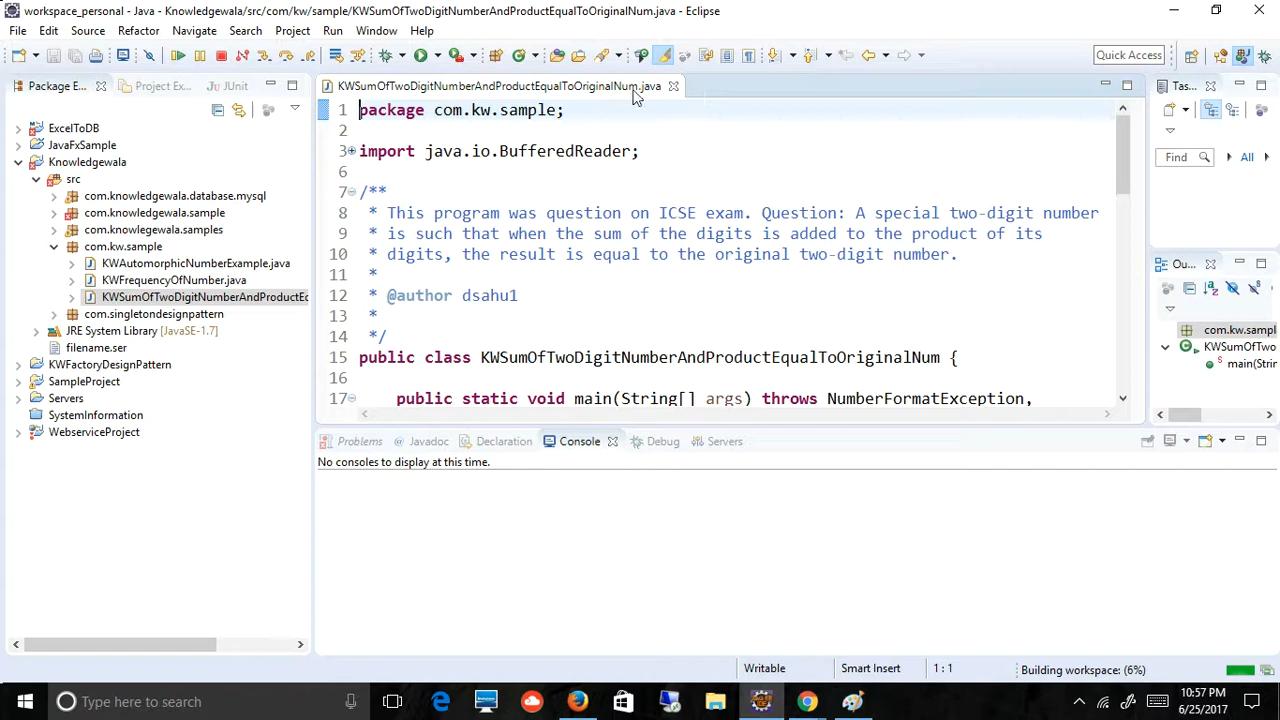 workspace_personal - Java - Knowledgewala/src/com/kw/sample/KWSumOfTwoDigitNumberAndProductEqualToOriginalNum.java - Eclipse
File Edit Source Refactor Navigate Search Project Run Window Help
Quick Access
Package E...
Project Ex...
JUnit
ExcelToDB
JavaFxSample
Knowledgewala
src
com.knowledgewala.database.mysql
com.knowledgewala.sample
com.knowlegewala.samples
com.kw.sample
KWAutomorphicNumberExample.java
KWFrequencyOfNumber.java
KWSumOfTwoDigitNumberAndProductEc
com.singletondesignpattern
JRE System Library [JavaSE-1.7]
filename.ser
KWFactoryDesignPattern
SampleProject
Servers
SystemInformation
WebserviceProject
KWSumOfTwoDigitNumberAndProductEqualToOriginalNum.java
1 package com.kw.sample;
2
3 import java.io.BufferedReader;
6
7 /**
8 * This program was question on ICSE exam. Question: A special two-digit number
9 * is such that when the sum of the digits is added to the product of its
10 * digits, the result is equal to the original two-digit number.
11 *
12 * @author dsahu1
13 *
14 */
15 public class KWSumOfTwoDigitNumberAndProductEqualToOriginalNum {
16
17 public static void main(String[] args) throws NumberFormatException,
Tas...
Find
All
Ou...
com.kw.sampl
KWSumOfTwo
main(Strin
Problems
Javadoc
Declaration
Console
Debug
Servers
No consoles to display at this time.
Writable
Smart Insert
1 : 1
Building workspace: (6%)
Type here to search
10:57 PM
6/25/2017